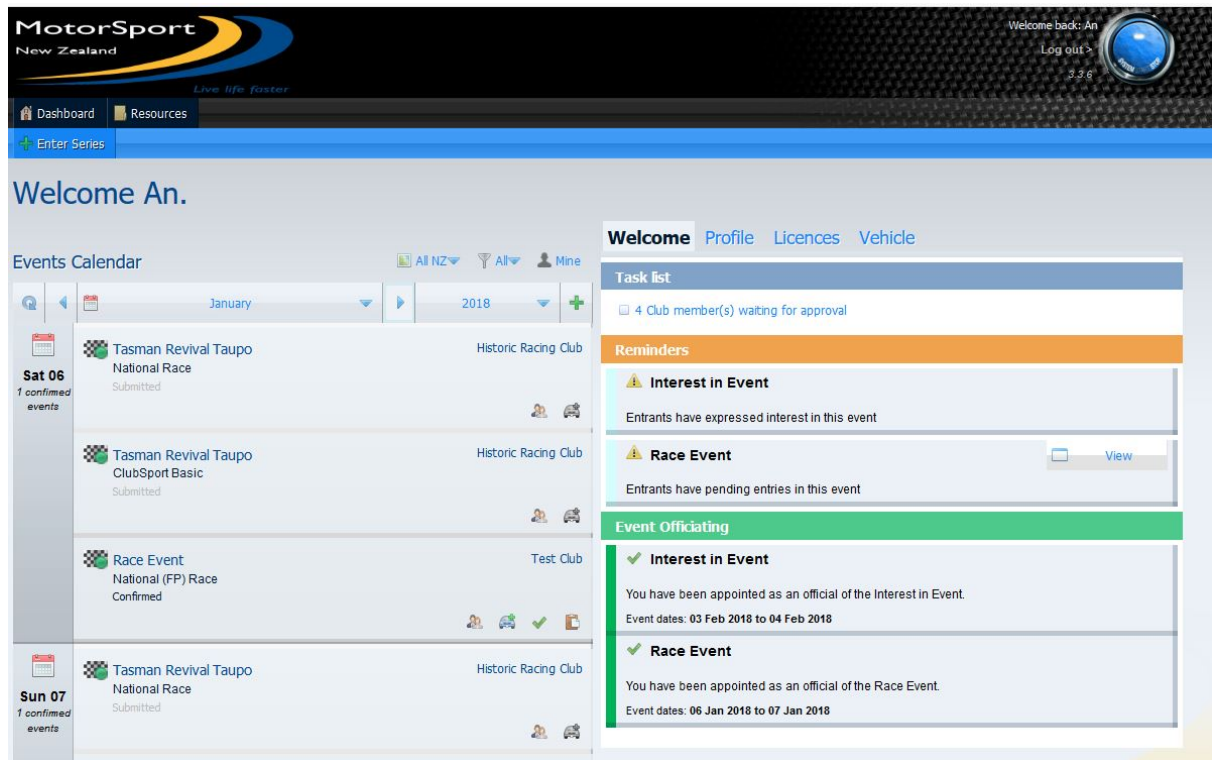 MotorSport
New Zealand
Live life faster
Welcome back: An
Log out >
3.3.6
Dashboard
Resources
Enter Series
Welcome An.
Events Calendar
All NZ
All
Mine
January
2018
Sat 06
1 confirmed
events
Tasman Revival Taupo
Historic Racing Club
National Race
Submitted
Tasman Revival Taupo
Historic Racing Club
ClubSport Basic
Submitted
Race Event
Test Club
National (FP) Race
Confirmed
Sun 07
1 confirmed
events
Tasman Revival Taupo
Historic Racing Club
National Race
Submitted
Welcome Profile Licences Vehicle
Task list
4 Club member(s) waiting for approval
Reminders
Interest in Event
Entrants have expressed interest in this event
Race Event
View
Entrants have pending entries in this event
Event Officiating
Interest in Event
You have been appointed as an official of the Interest in Event.
Event dates: 03 Feb 2018 to 04 Feb 2018
Race Event
You have been appointed as an official of the Race Event.
Event dates: 06 Jan 2018 to 07 Jan 2018